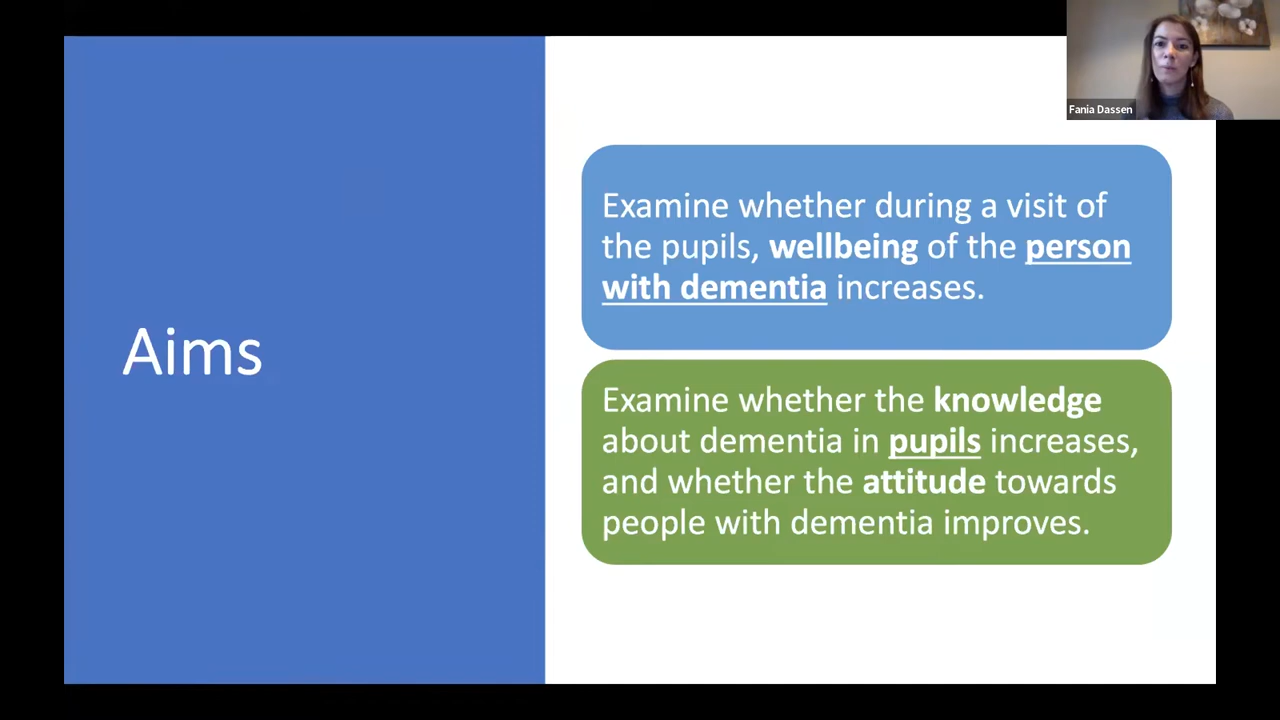 Fania Dassen
Aims
Examine whether during a visit of
the pupils, wellbeing of the person
with dementia increases.
Examine whether the knowledge
about dementia in pupils increases,
and whether the attitude towards
people with dementia improves.